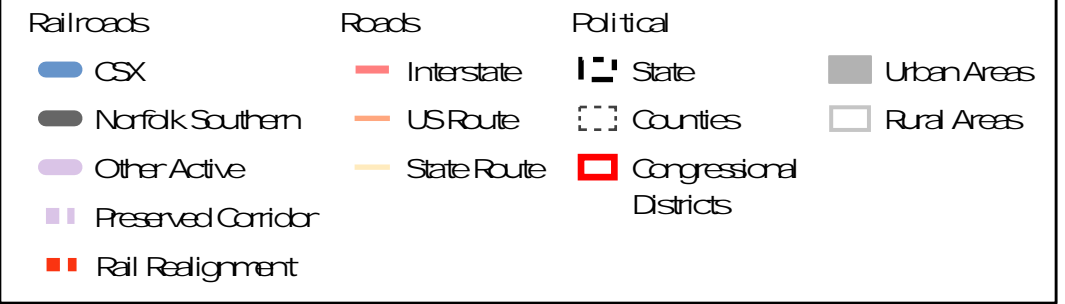 Railroads
CSX
Norfolk Southern
Other Active
Preserved Corridor
Rail Realignment
Roads
Interstate
US Route
State Route
Political
State
Counties
Congressional
Districts
Urban Areas
Rural Areas